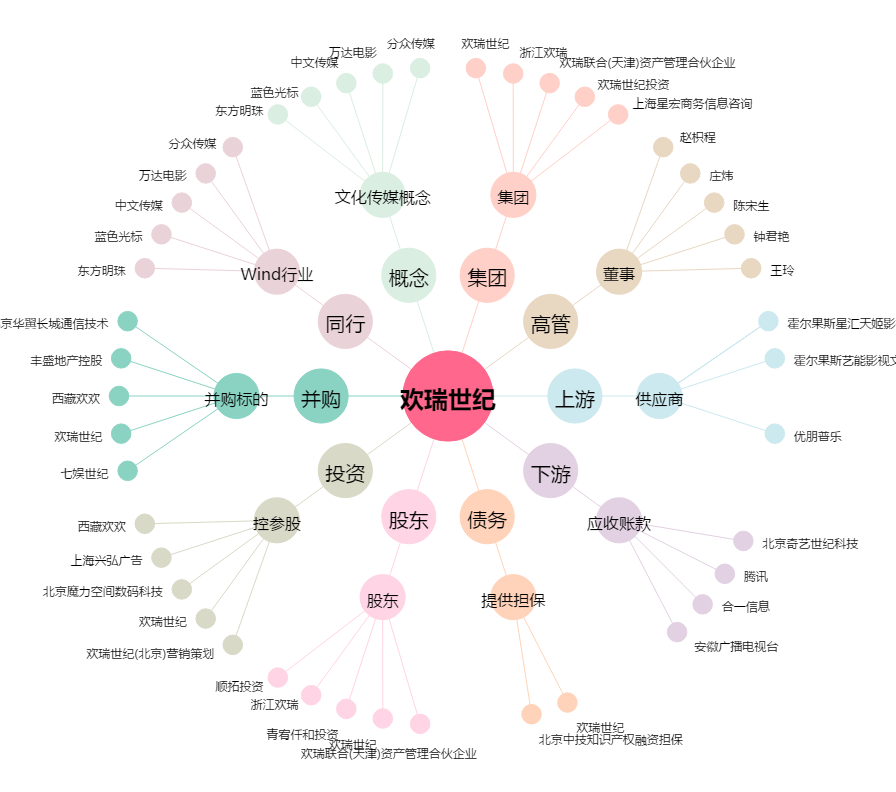 分众传媒
欢瑞世纪
万达电影
浙江欢瑞
中文传媒
欢瑞联合(天津)资产管理合伙企业
蓝色光标
欢瑞世纪投资
东方明珠
上海星宏商务信息咨询
分众传媒
赵枳程
万达电影
庄炜
中文传媒
陈宋生
蓝色光标
钟君艳
东方明珠
王玲
文化传媒概念
集团
Wind行业
董事
概念
集团
同行
高管
京华巽长城通信技术
霍尔果斯星汇天姬影
丰盛地产控股
霍尔果斯艺能影视文
西藏欢欢
并购标的
并购
欢瑞世纪
上游
供应商
欢瑞世纪
优朋普乐
七娱世纪
投资
下游
控参股
股东
债务
应收账款
西藏欢欢
北京奇艺世纪科技
上海兴弘广告
腾讯
北京魔力空间数码科技
股东
提供担保
合一信息
欢瑞世纪
安徽广播电视台
欢瑞世纪(北京)营销策划
顺拓投资
浙江欢瑞
青宥仟和投资
欢瑞世纪
欢瑞世纪
北京中技知识产权融资担保
欢瑞联合(天津)资产管理合伙企业